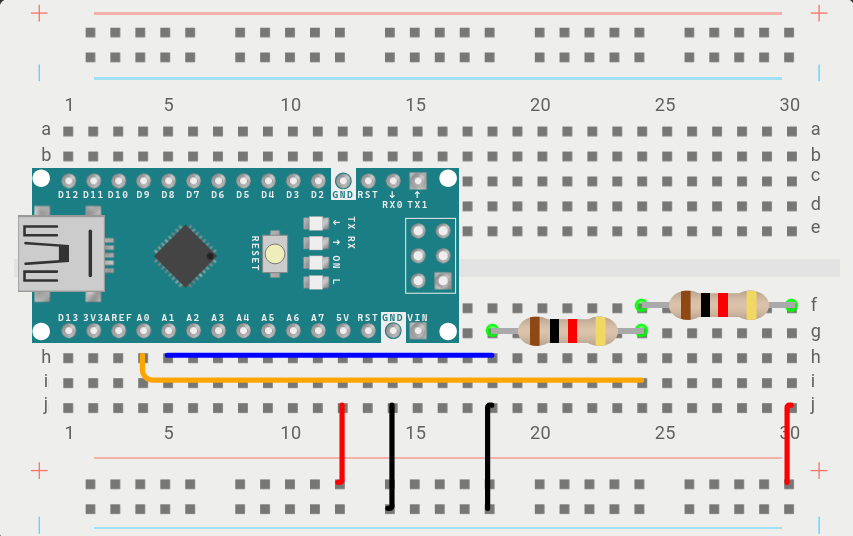 + +
1 5 10 15 20 25 30
a a
b b
c
D12 D11 D10 D9 D8 D7 D6 D5 D4 D3 D2 GND RST ↓ ↑
RX0 TX1
d
e
RESET
← TX
→ RX
ON
L
D13 3V3 AREF A0 A1 A2 A3 A4 A5 A6 A7 5V RST GND VIN
f
g
h h
i i
j j
1 5 10 15 20 25 30
+ +